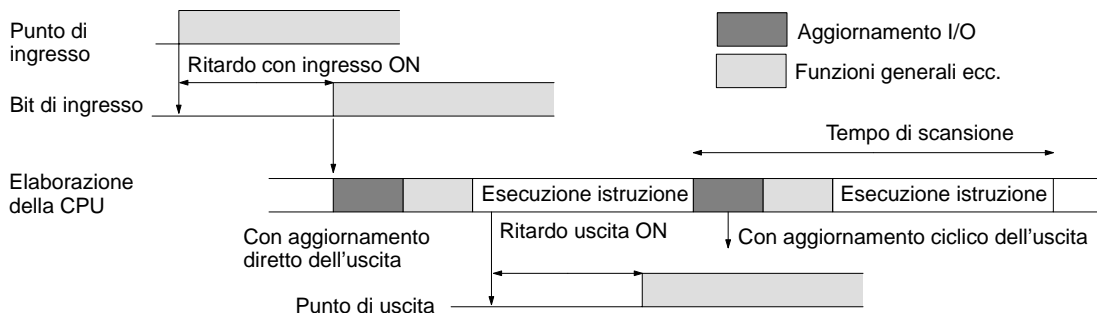 Punto di
ingresso
Aggiornamento I/O
Ritardo con ingresso ON
Funzioni generali ecc.
Bit di ingresso
Tempo di scansione
Elaborazione
della CPU
Esecuzione istruzione
Esecuzione istruzione
Con aggiornamento
diretto dell'uscita
Ritardo uscita ON
Con aggiornamento ciclico dell'uscita
Punto di uscita